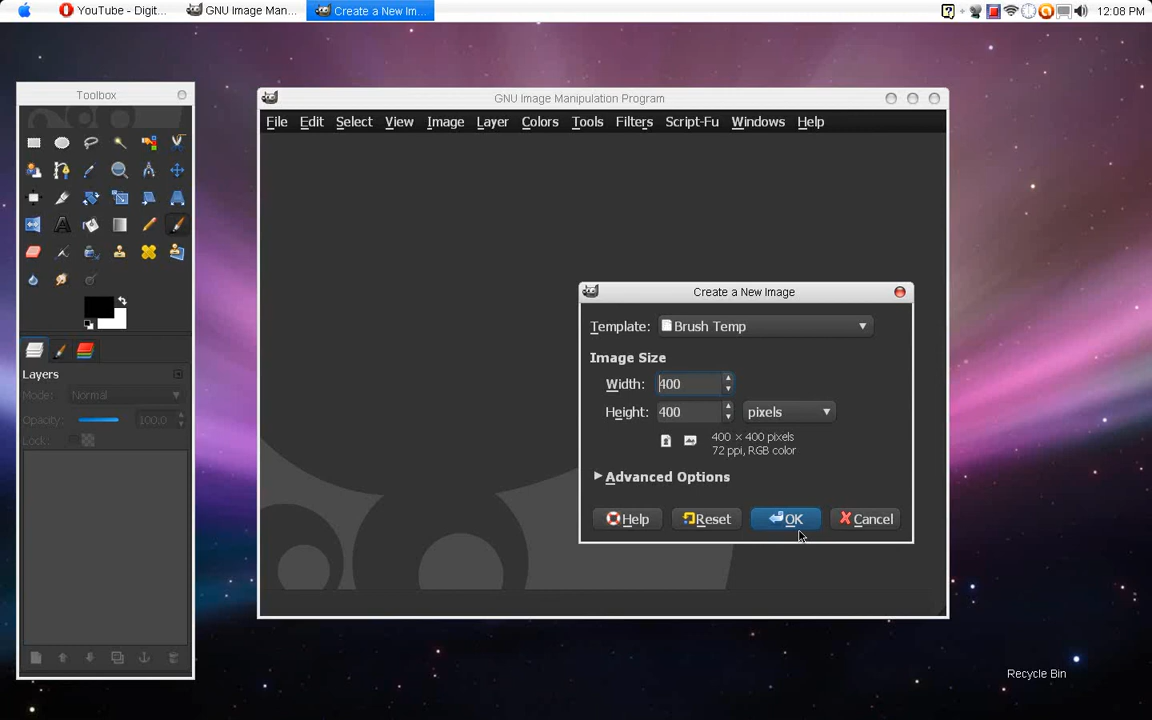 YouTube - Digit...
GNU Image Man...
Create a New Im...
12:08 PM
Toolbox
GNU Image Manipulation Program
File Edit Select View Image Layer Colors Tools Filters Script-Fu Windows Help
Create a New Image
Template: Brush Temp
Image Size
Width: 400
Height: 400 pixels
400 × 400 pixels
72 ppi, RGB color
Advanced Options
Help Reset OK Cancel
Layers
Mode: Normal
Opacity: 100.0
Lock:
Recycle Bin